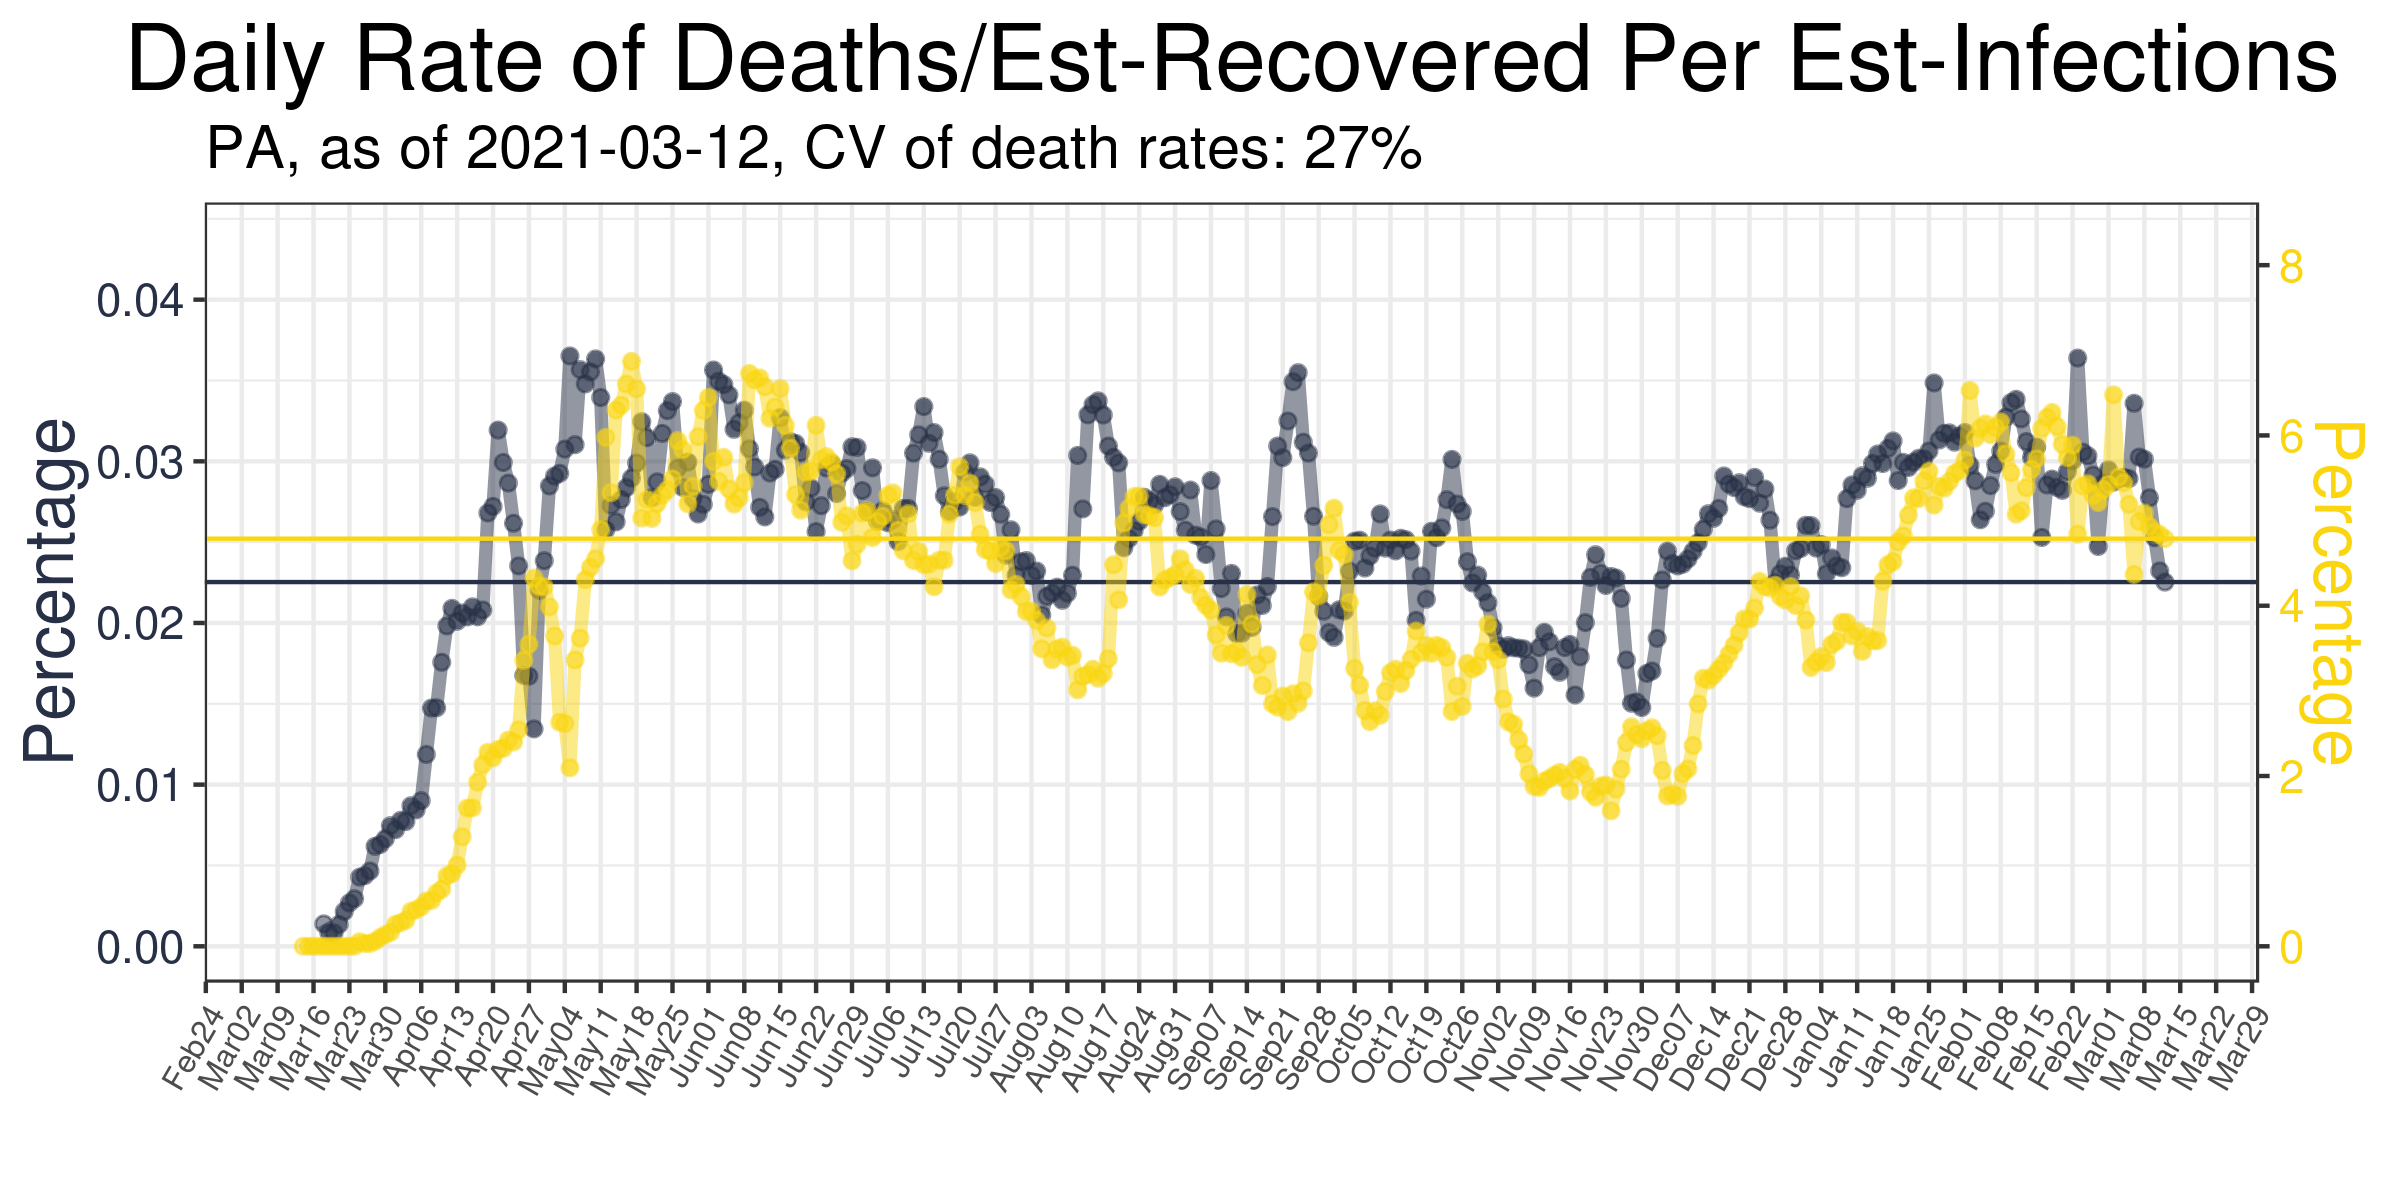 Daily Rate of Deaths/Est-Recovered Per Est-Infections
PA, as of 2021-03-12, CV of death rates: 27%
Percentage
0.04
0.03
0.02
0.01
0.00
8
6
4
2
0
Percentage
Feb24
Mar02
Mar09
Mar16
Mar23
Mar30
Apr06
Apr13
Apr20
Apr27
May04
May11
May18
May25
Jun01
Jun08
Jun15
Jun22
Jun29
Jul06
Jul13
Jul20
Jul27
Aug03
Aug10
Aug17
Aug24
Aug31
Sep07
Sep14
Sep21
Sep28
Oct05
Oct12
Oct19
Oct26
Nov02
Nov09
Nov16
Nov23
Nov30
Dec07
Dec14
Dec21
Dec28
Jan04
Jan11
Jan18
Jan25
Feb01
Feb08
Feb15
Feb22
Mar01
Mar08
Mar15
Mar22
Mar29